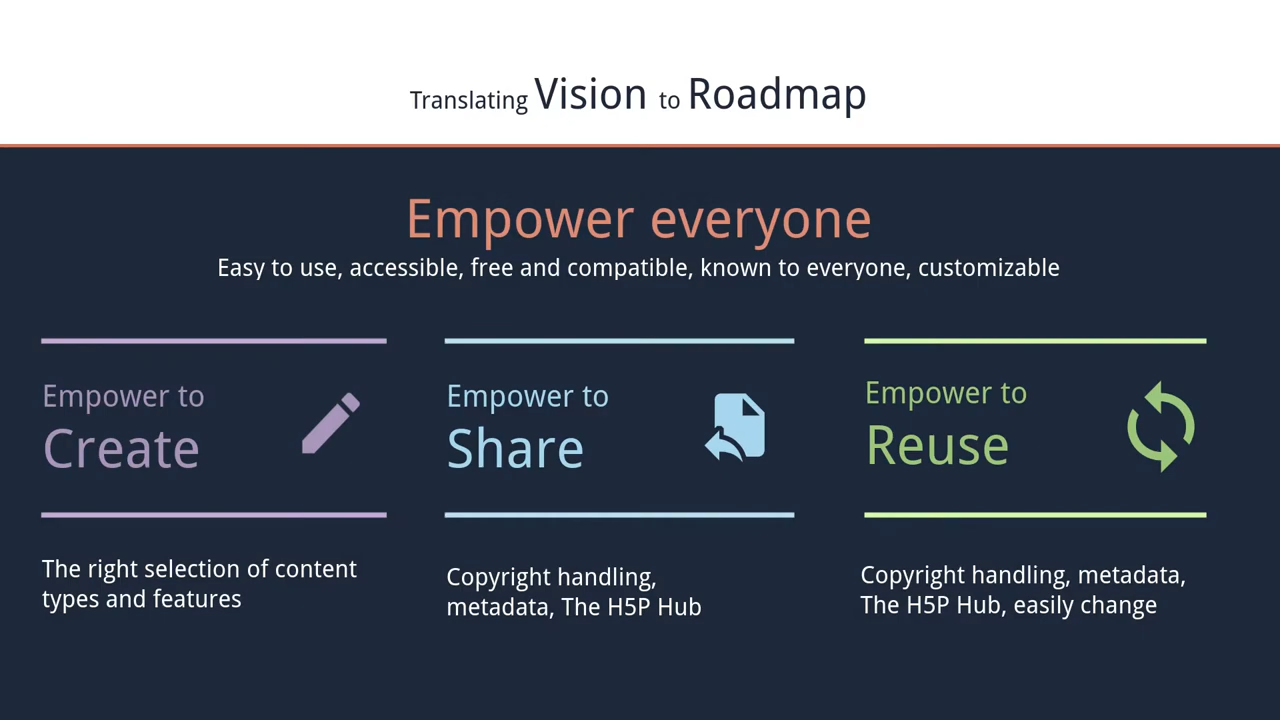 Translating Vision to Roadmap
Empower everyone
Easy to use, accessible, free and compatible, known to everyone, customizable
Empower to
Create
The right selection of content
types and features
Empower to
Share
Copyright handling,
metadata, The H5P Hub
Empower to
Reuse
Copyright handling, metadata,
The H5P Hub, easily change